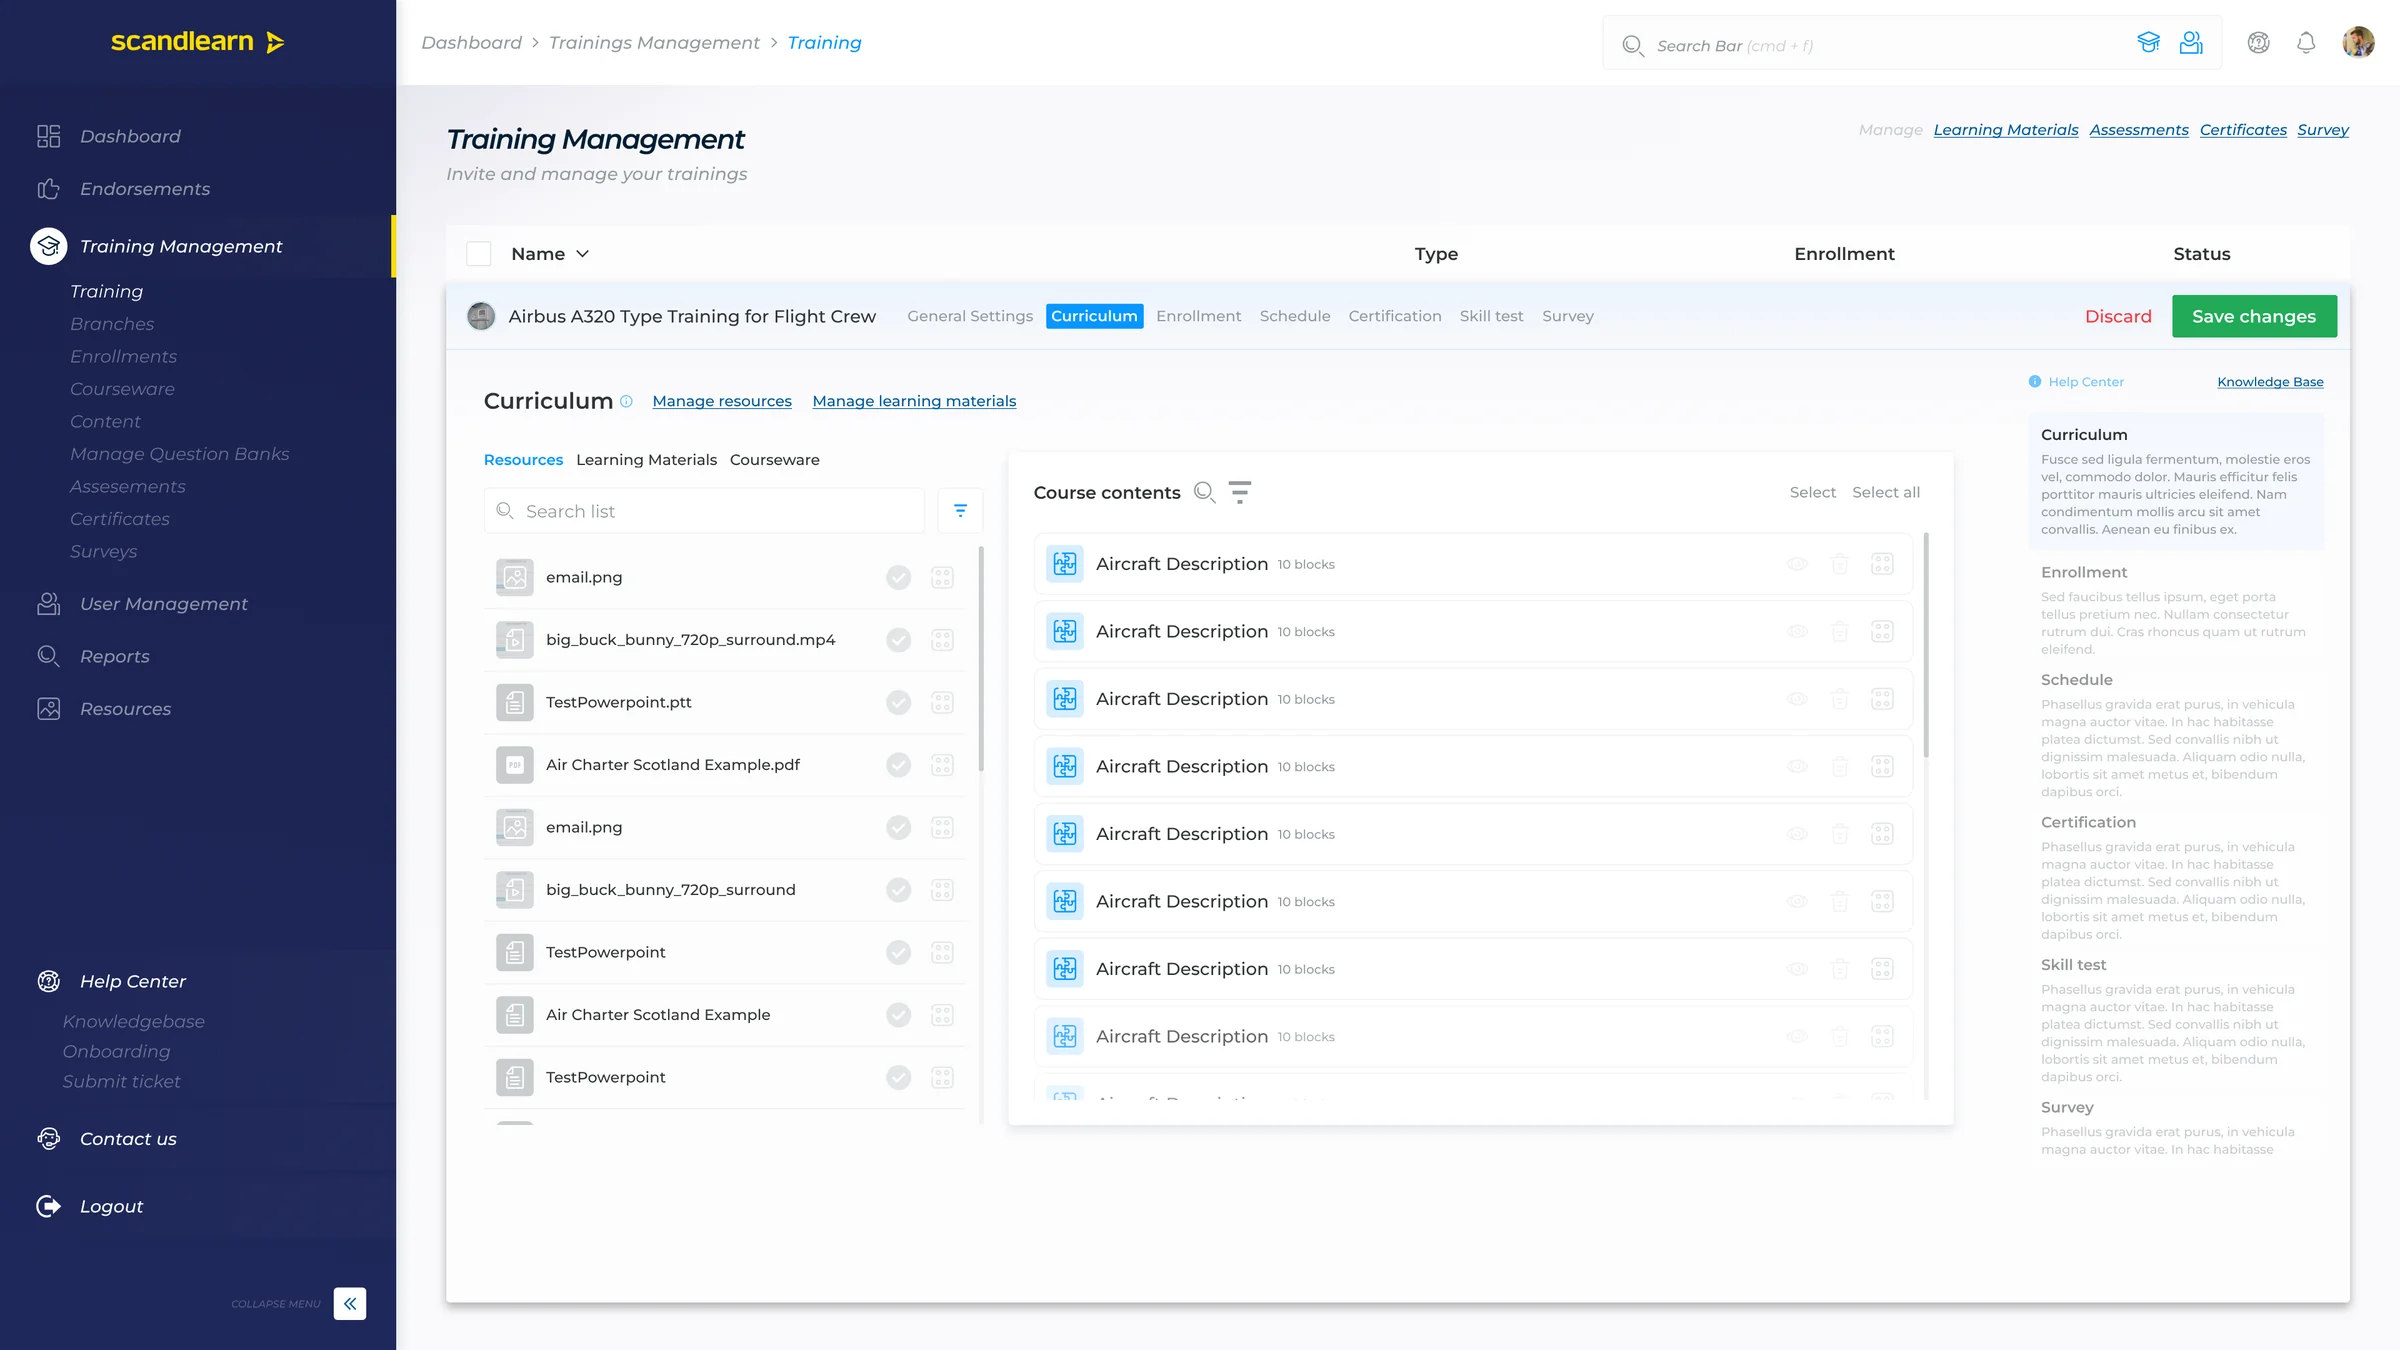 scandlearn
Dashboard
Endorsements
Training Management
Training
Branches
Enrollments
Courseware
Content
Manage Question Banks
Assesements
Certificates
Surveys
User Management
Reports
Resources
Help Center
Knowledgebase
Onboarding
Submit ticket
Contact us
Logout
COLLAPSE MENU
Dashboard > Trainings Management > Training
Search Bar (cmd + f)
Training Management
Invite and manage your trainings
Manage Learning Materials Assessments Certificates Survey
Name Type Enrollment Status
Airbus A320 Type Training for Flight Crew General Settings Curriculum Enrollment Schedule Certification Skill test Survey Discard Save changes
Curriculum Manage resources Manage learning materials
Resources Learning Materials Courseware
Search list
email.png
big_buck_bunny_720p_surround.mp4
TestPowerpoint.ptt
PDF
Air Charter Scotland Example.pdf
email.png
big_buck_bunny_720p_surround
TestPowerpoint
Air Charter Scotland Example
TestPowerpoint
Course contents Select Select all
Aircraft Description 10 blocks
Aircraft Description 10 blocks
Aircraft Description 10 blocks
Aircraft Description 10 blocks
Aircraft Description 10 blocks
Aircraft Description 10 blocks
Aircraft Description 10 blocks
Aircraft Description 10 blocks
Help Center Knowledge Base
Curriculum
Fusce sed ligula fermentum, molestie eros
vel, commodo dolor. Mauris efficitur felis
porttitor mauris ultricies eleifend. Nam
condimentum mollis arcu sit amet
convallis. Aenean eu finibus ex.
Enrollment
Sed faucibus tellus ipsum, eget porta
tellus pretium nec. Nullam consectetur
rutrum dui. Cras rhoncus quam ut rutrum
eleifend.
Schedule
Phasellus gravida erat purus, in vehicula
magna auctor vitae. In hac habitasse
platea dictumst. Sed convallis nibh ut
dignissim malesuada. Aliquam odio nulla,
lobortis sit amet metus et, bibendum
dapibus orci.
Certification
Phasellus gravida erat purus, in vehicula
magna auctor vitae. In hac habitasse
platea dictumst. Sed convallis nibh ut
dignissim malesuada. Aliquam odio nulla,
lobortis sit amet metus et, bibendum
dapibus orci.
Skill test
Phasellus gravida erat purus, in vehicula
magna auctor vitae. In hac habitasse
platea dictumst. Sed convallis nibh ut
dignissim malesuada. Aliquam odio nulla,
lobortis sit amet metus et, bibendum
dapibus orci.
Survey
Phasellus gravida erat purus, in vehicula
magna auctor vitae. In hac habitasse